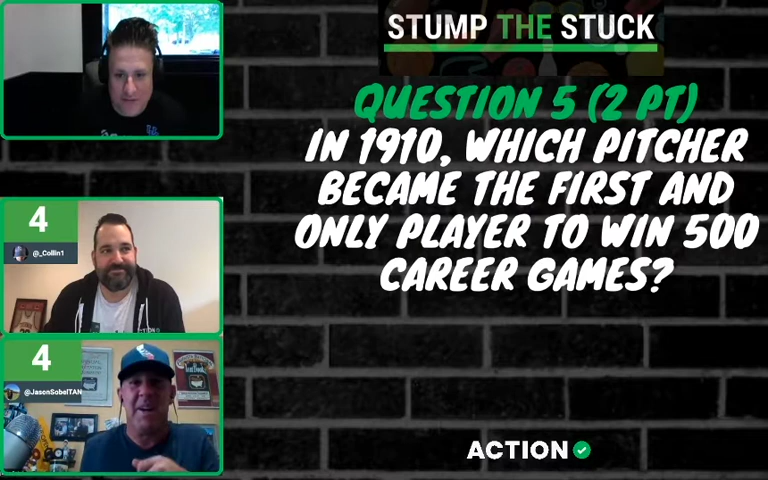 STUMP THE STUCK
QUESTION 5 (2 PT)
IN 1910, WHICH PITCHER
BECAME THE FIRST AND
ONLY PLAYER TO WIN 500
CAREER GAMES?
4
@_Collin1
4
@JasonSobelTAN
ACTION